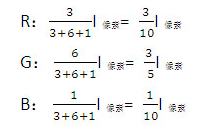 R: 3/(3+6+1) I 像素 = 3/10 I 像素
G: 6/(3+6+1) I 像素 = 3/5 I 像素
B: 1/(3+6+1) I 像素 = 1/10 I 像素